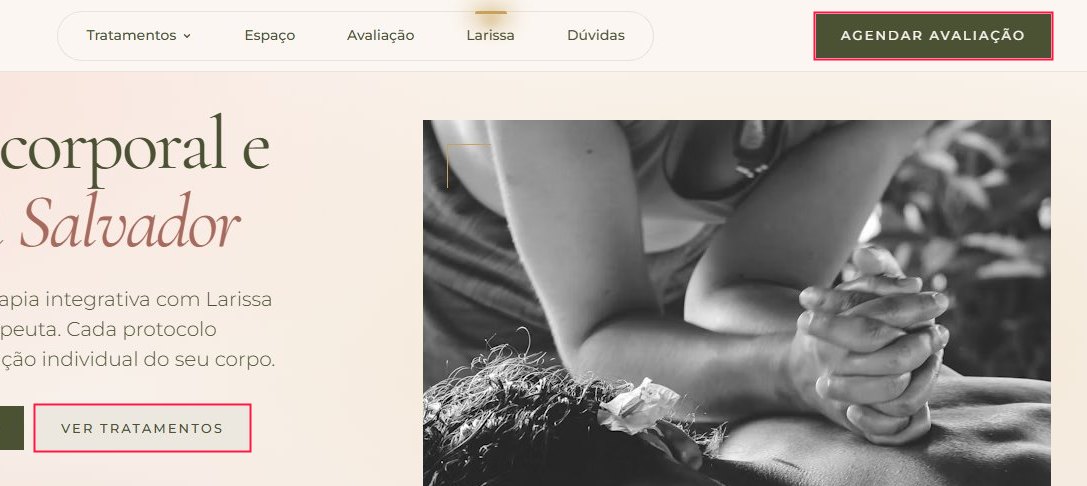 Tratamentos
Espaço
Avaliação
Larissa
Dúvidas
AGENDAR AVALIAÇÃO
corporal e
Salvador
apia integrativa com Larissa
peuta. Cada protocolo
ção individual do seu corpo.
VER TRATAMENTOS